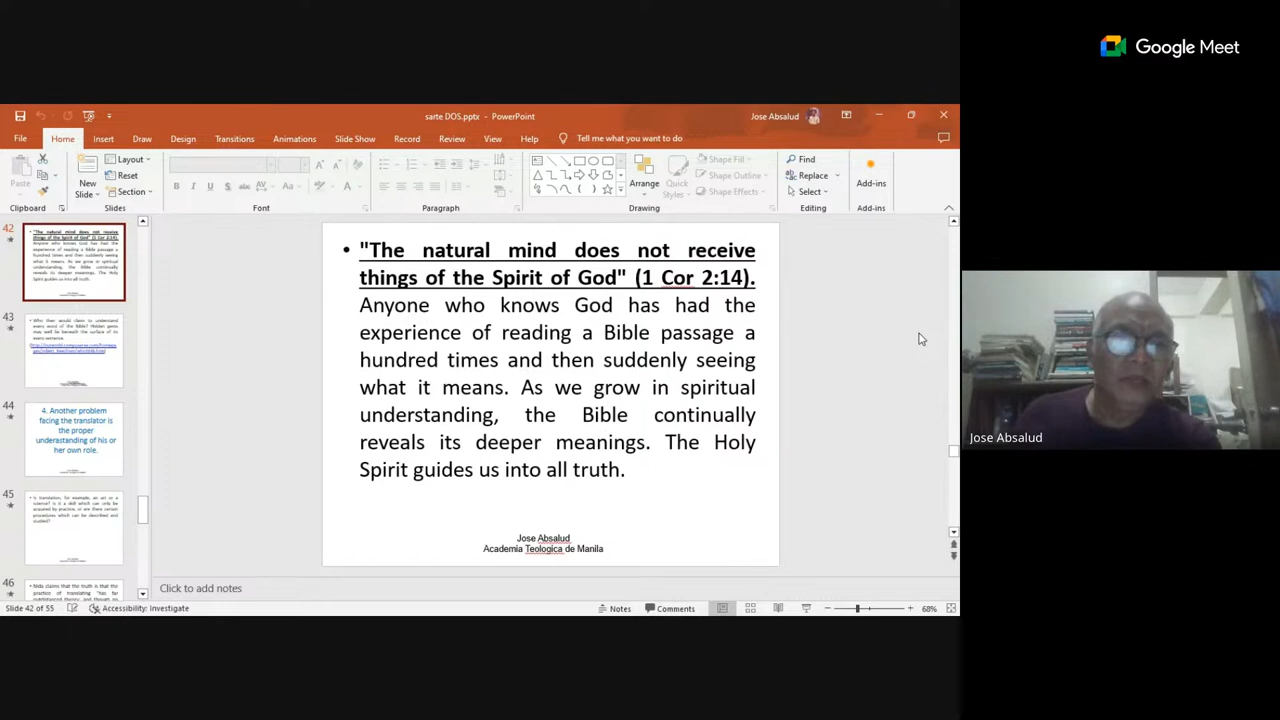 Google Meet
sarte DOS.pptx - PowerPoint
Jose Absalud
File Home Insert Draw Design Transitions Animations Slide Show Record Review View Help Tell me what you want to do
Paste
New
Slide
Layout
Reset
Section
Arrange
Quick
Styles
Shape Fill
Shape Outline
Shape Effects
Find
Replace
Select
Add-ins
Clipboard Slides Font Paragraph Drawing Editing Add-ins
42
43
44
4. Another problem
facing the translator is
the proper
understanding of his or
her own role.
45
46
• "The natural mind does not receive
things of the Spirit of God" (1 Cor 2:14).
Anyone who knows God has had the
experience of reading a Bible passage a
hundred times and then suddenly seeing
what it means. As we grow in spiritual
understanding, the Bible continually
reveals its deeper meanings. The Holy
Spirit guides us into all truth.
Jose Absalud
Academia Teologica de Manila
Click to add notes
Slide 42 of 55 Accessibility: Investigate Notes Comments 68%
Jose Absalud